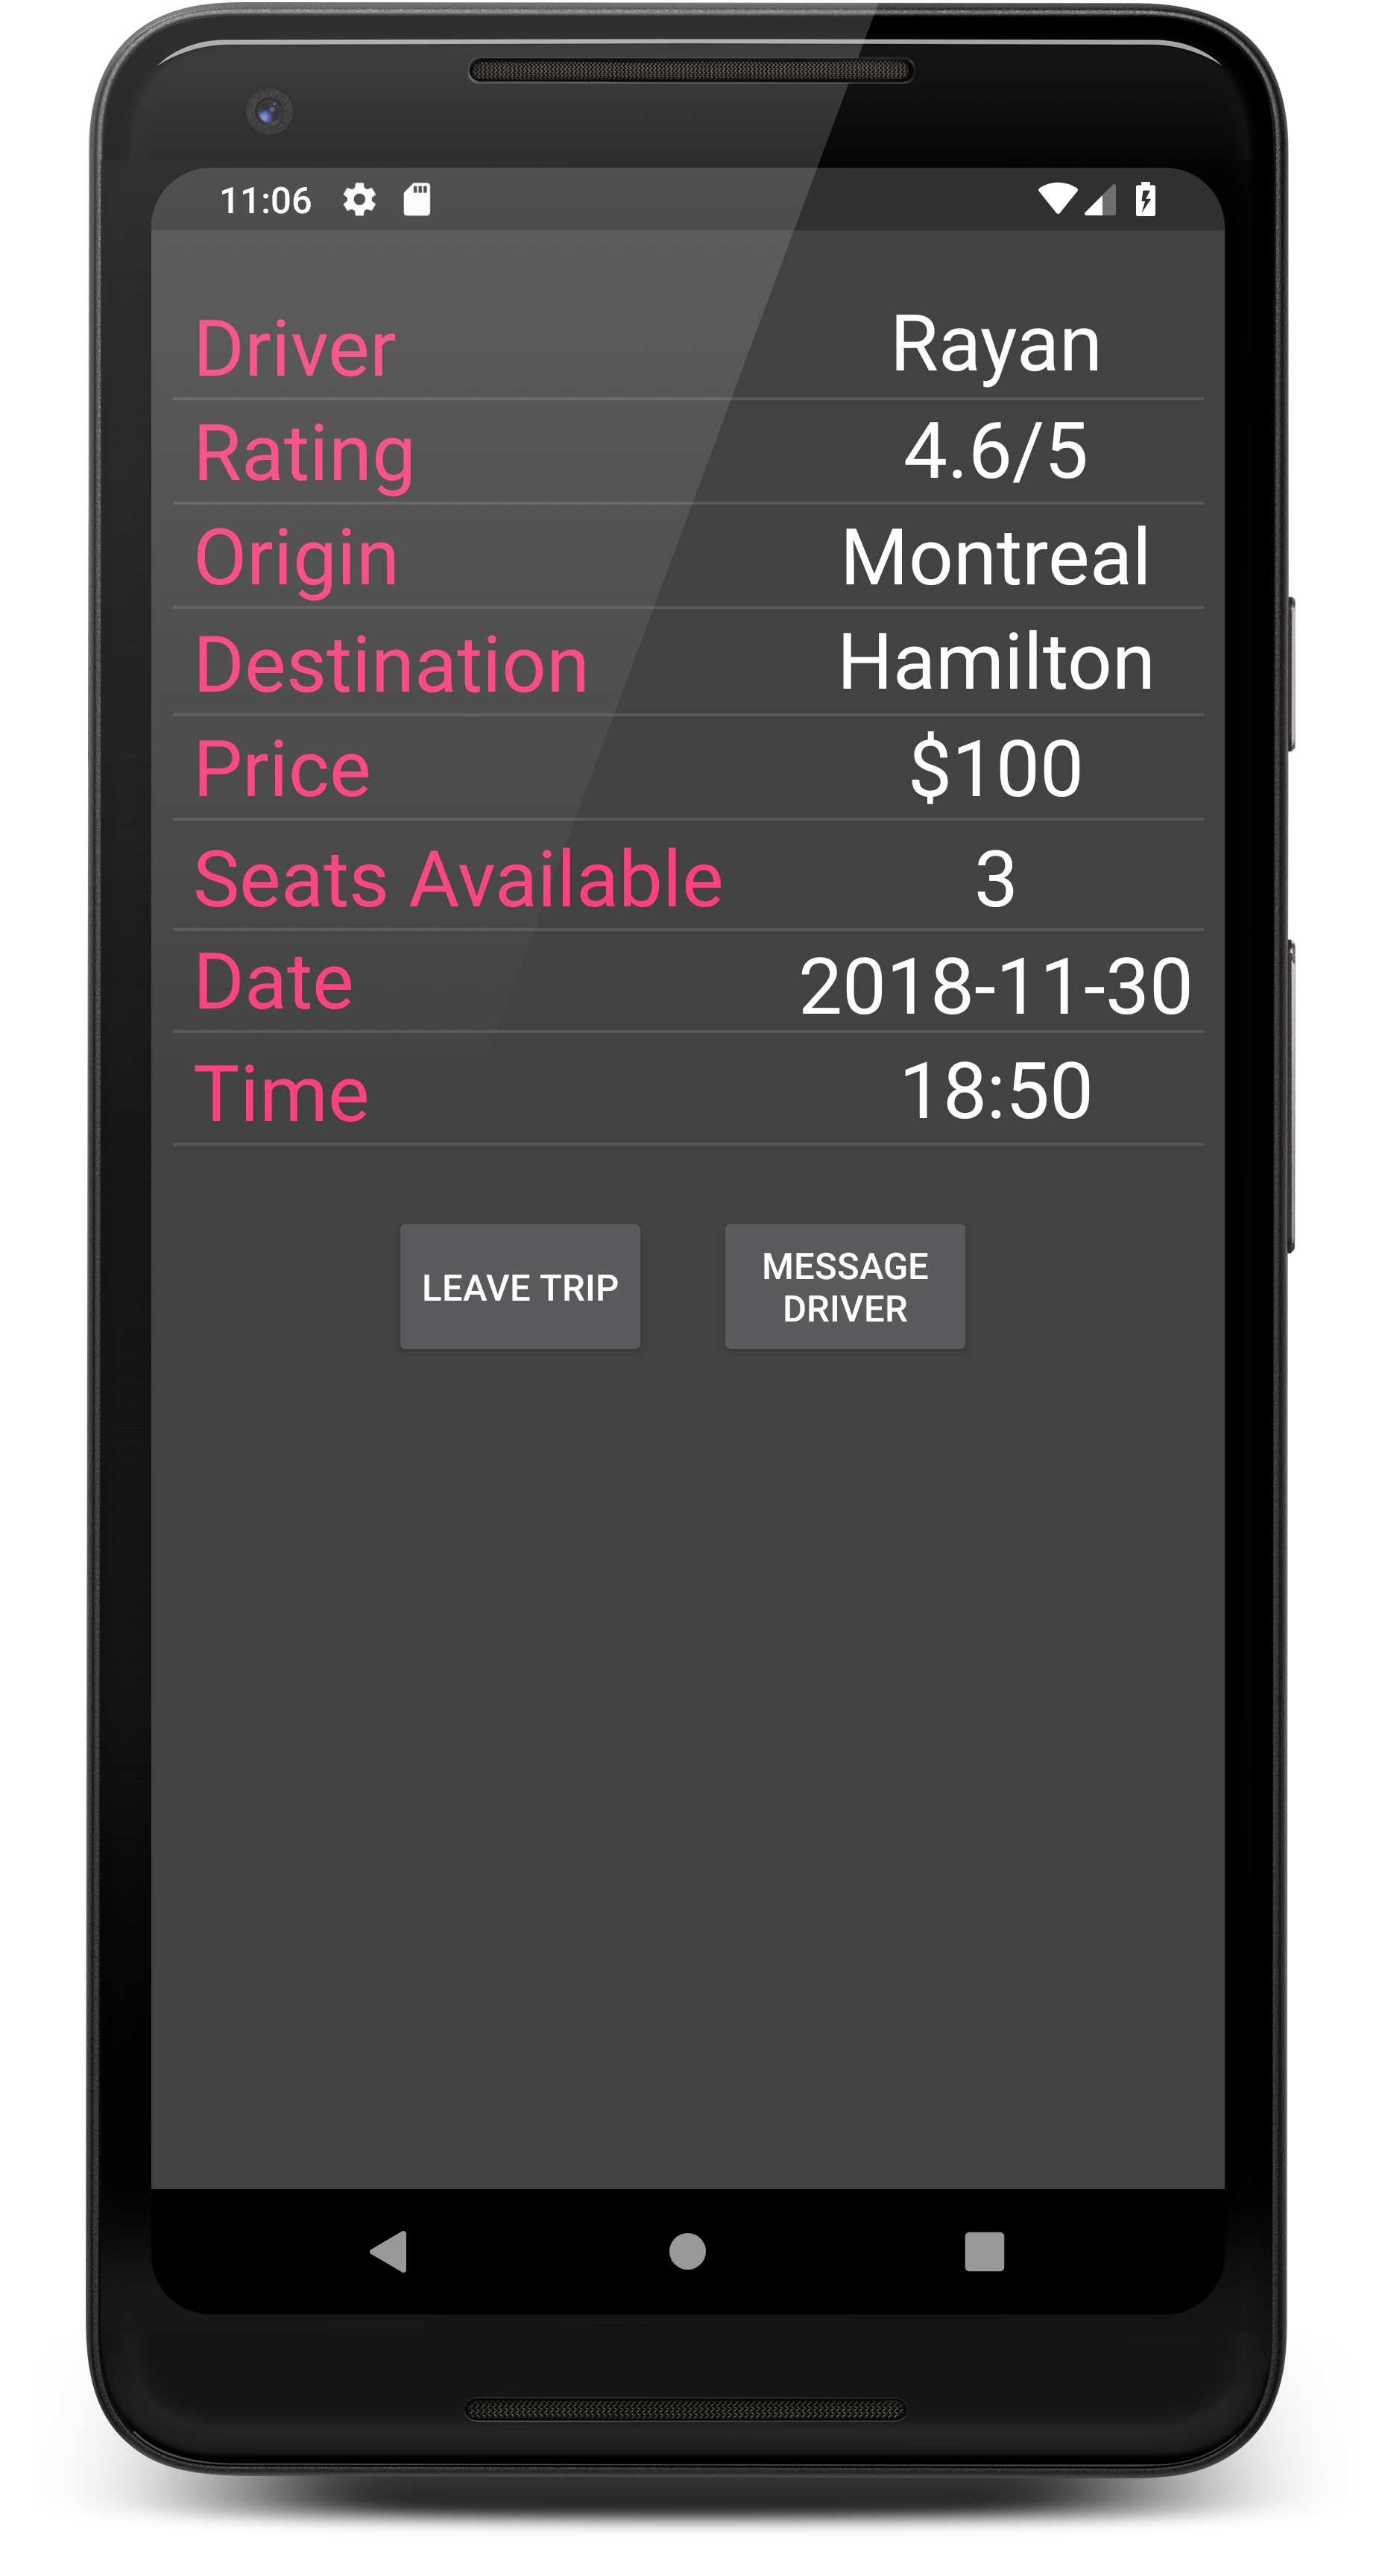 11:06
Driver Rayan
Rating 4.6/5
Origin Montreal
Destination Hamilton
Price $100
Seats Available 3
Date 2018-11-30
Time 18:50
LEAVE TRIP
MESSAGE
DRIVER